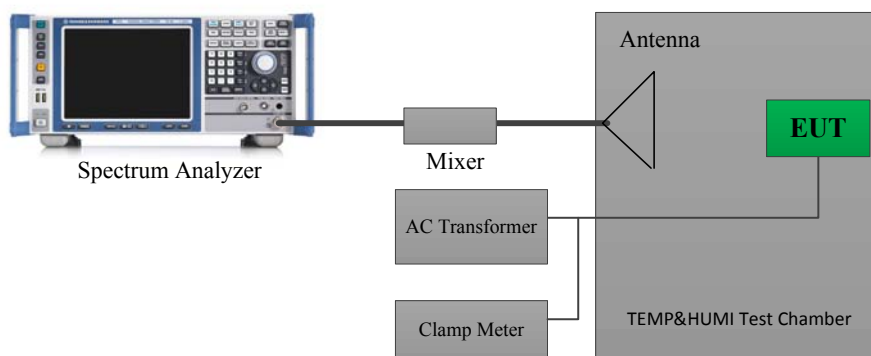 Antenna
EUT
Spectrum Analyzer
Mixer
AC Transformer
Clamp Meter
TEMP&HUMI Test Chamber